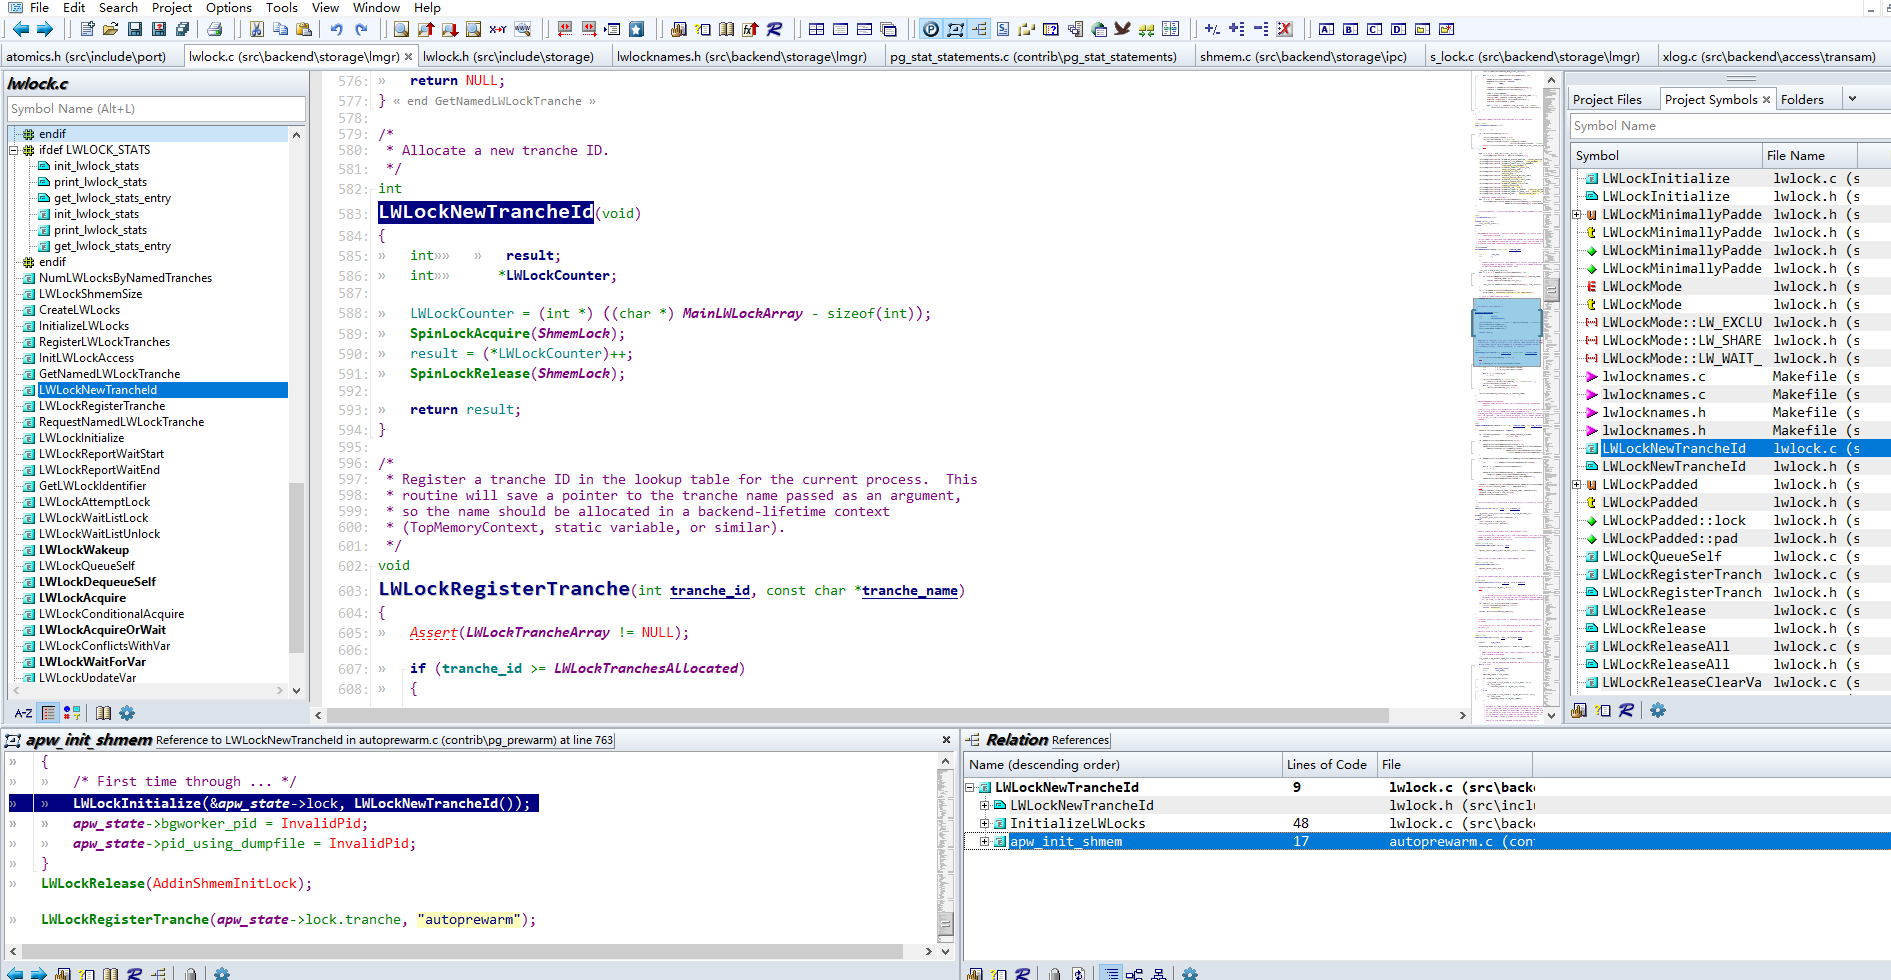 File Edit Search Project Options Tools View Window Help
atomics.h (src\include\port) lwlock.c (src\backend\storage\lmgr) lwlock.h (src\include\storage) lwlocknames.h (src\backend\storage\lmgr) pg_stat_statements.c (contrib\pg_stat_statements) shmem.c (src\backend\storage\ipc) s_lock.c (src\backend\storage\lmgr) xlog.c (src\backend\access\transam)
lwlock.c
Symbol Name (Alt+L)
endif
ifdef LWLOCK_STATS
init_lwlock_stats
print_lwlock_stats
get_lwlock_stats_entry
init_lwlock_stats
print_lwlock_stats
get_lwlock_stats_entry
endif
NumLWLocksByNamedTranches
LWLockShmemSize
CreateLWLocks
InitializeLWLocks
RegisterLWLockTranches
InitLWLockAccess
GetNamedLWLockTranche
LWLockNewTrancheId
LWLockRegisterTranche
RequestNamedLWLockTranche
LWLockInitialize
LWLockReportWaitStart
LWLockReportWaitEnd
GetLWLockIdentifier
LWLockAttemptLock
LWLockWaitListLock
LWLockWaitListUnlock
LWLockWakeup
LWLockQueueSelf
LWLockDequeueSelf
LWLockAcquire
LWLockConditionalAcquire
LWLockAcquireOrWait
LWLockConflictsWithVar
LWLockWaitForVar
LWLockUpdateVar
A-Z
576: » return NULL;
577: } « end GetNamedLWLockTranche »
578:
579: /*
580: * Allocate a new tranche ID.
581: */
582: int
583: LWLockNewTrancheId(void)
584: {
585: » int»» » result;
586: » int»» *LWLockCounter;
587:
588: » LWLockCounter = (int *) ((char *) MainLWLockArray - sizeof(int));
589: » SpinLockAcquire(ShmemLock);
590: » result = (*LWLockCounter)++;
591: » SpinLockRelease(ShmemLock);
592:
593: » return result;
594: }
595:
596: /*
597: * Register a tranche ID in the lookup table for the current process.  This
598: * routine will save a pointer to the tranche name passed as an argument,
599: * so the name should be allocated in a backend-lifetime context
600: * (TopMemoryContext, static variable, or similar).
601: */
602: void
603: LWLockRegisterTranche(int tranche_id, const char *tranche_name)
604: {
605: » Assert(LWLockTrancheArray != NULL);
606:
607: » if (tranche_id >= LWLockTranchesAllocated)
608: » {
Project Files Project Symbols Folders
Symbol Name
Symbol File Name
LWLockInitialize lwlock.c (s
LWLockInitialize lwlock.h (s
LWLockMinimallyPadde lwlock.h (s
LWLockMinimallyPadde lwlock.h (s
LWLockMinimallyPadde lwlock.h (s
LWLockMinimallyPadde lwlock.h (s
LWLockMode lwlock.h (s
LWLockMode lwlock.h (s
LWLockMode::LW_EXCLU lwlock.h (s
LWLockMode::LW_SHARE lwlock.h (s
LWLockMode::LW_WAIT_ lwlock.h (s
lwlocknames.c Makefile (s
lwlocknames.c Makefile (s
lwlocknames.h Makefile (s
lwlocknames.h Makefile (s
LWLockNewTrancheId lwlock.c (s
LWLockNewTrancheId lwlock.h (s
LWLockPadded lwlock.h (s
LWLockPadded lwlock.h (s
LWLockPadded::lock lwlock.h (s
LWLockPadded::pad lwlock.h (s
LWLockQueueSelf lwlock.c (s
LWLockRegisterTranch lwlock.c (s
LWLockRegisterTranch lwlock.h (s
LWLockRelease lwlock.c (s
LWLockRelease lwlock.h (s
LWLockReleaseAll lwlock.c (s
LWLockReleaseAll lwlock.h (s
LWLockReleaseClearVa lwlock.c (s
apw_init_shmem Reference to LWLockNewTrancheId in autoprewarm.c (contrib\pg_prewarm) at line 763
» {
» » /* First time through ... */
» » LWLockInitialize(&apw_state->lock, LWLockNewTrancheId());
» » apw_state->bgworker_pid = InvalidPid;
» » apw_state->pid_using_dumpfile = InvalidPid;
» }
» LWLockRelease(AddinShmemInitLock);
» LWLockRegisterTranche(apw_state->lock.tranche, "autoprewarm");
Relation References
Name (descending order) Lines of Code File
LWLockNewTrancheId 9 lwlock.c (src\back
LWLockNewTrancheId lwlock.h (src\incl
InitializeLWLocks 48 lwlock.c (src\back
apw_init_shmem 17 autoprewarm.c (con